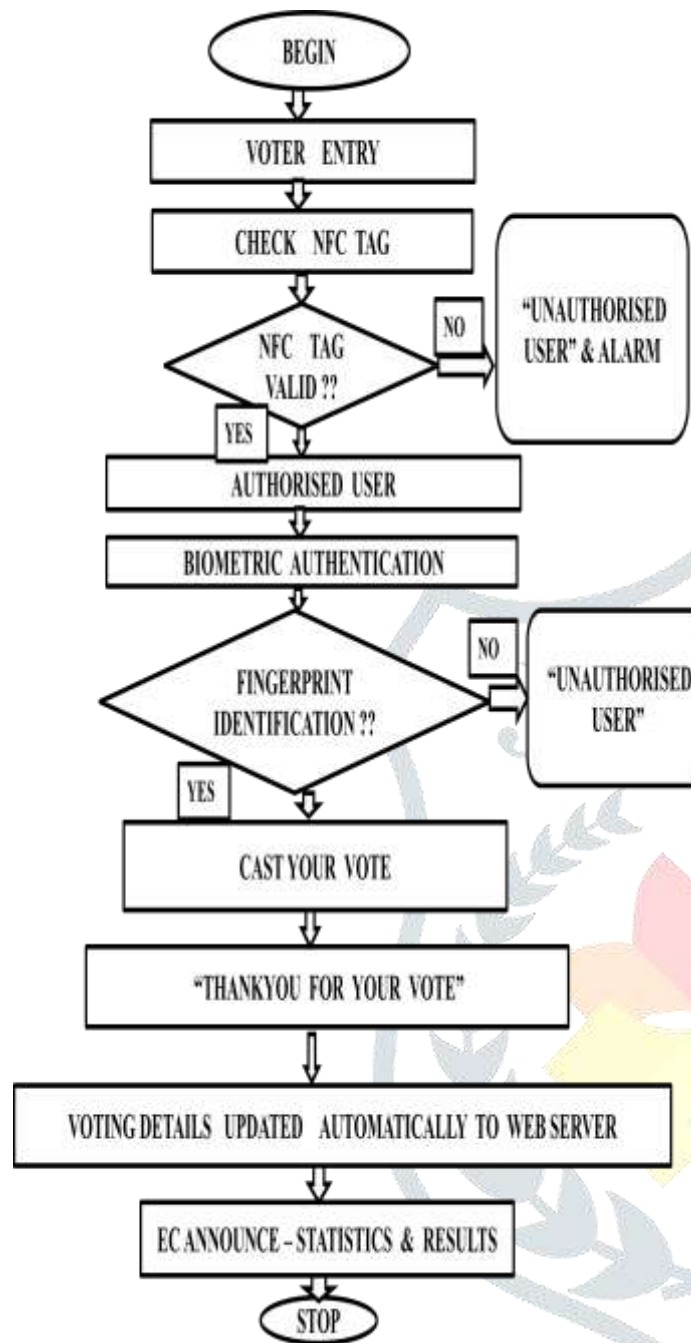 BEGIN
VOTER ENTRY
CHECK NFC TAG
NFC TAG
VALID ??
NO
"UNAUTHORISED
USER" & ALARM
YES
AUTHORISED USER
BIOMETRIC AUTHENTICATION
FINGERPRINT
IDENTIFICATION ??
NO
"UNAUTHORISED
USER"
YES
CAST YOUR VOTE
"THANKYOU FOR YOUR VOTE"
VOTING DETAILS UPDATED AUTOMATICALLY TO WEB SERVER
EC ANNOUNCE – STATISTICS & RESULTS
STOP